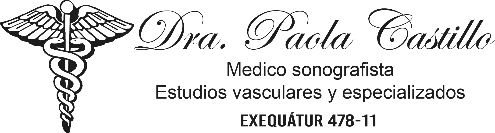 Dra. Paola Castillo
Medico sonografista
Estudios vasculares y especializados
EXEQUÁTUR 478-11